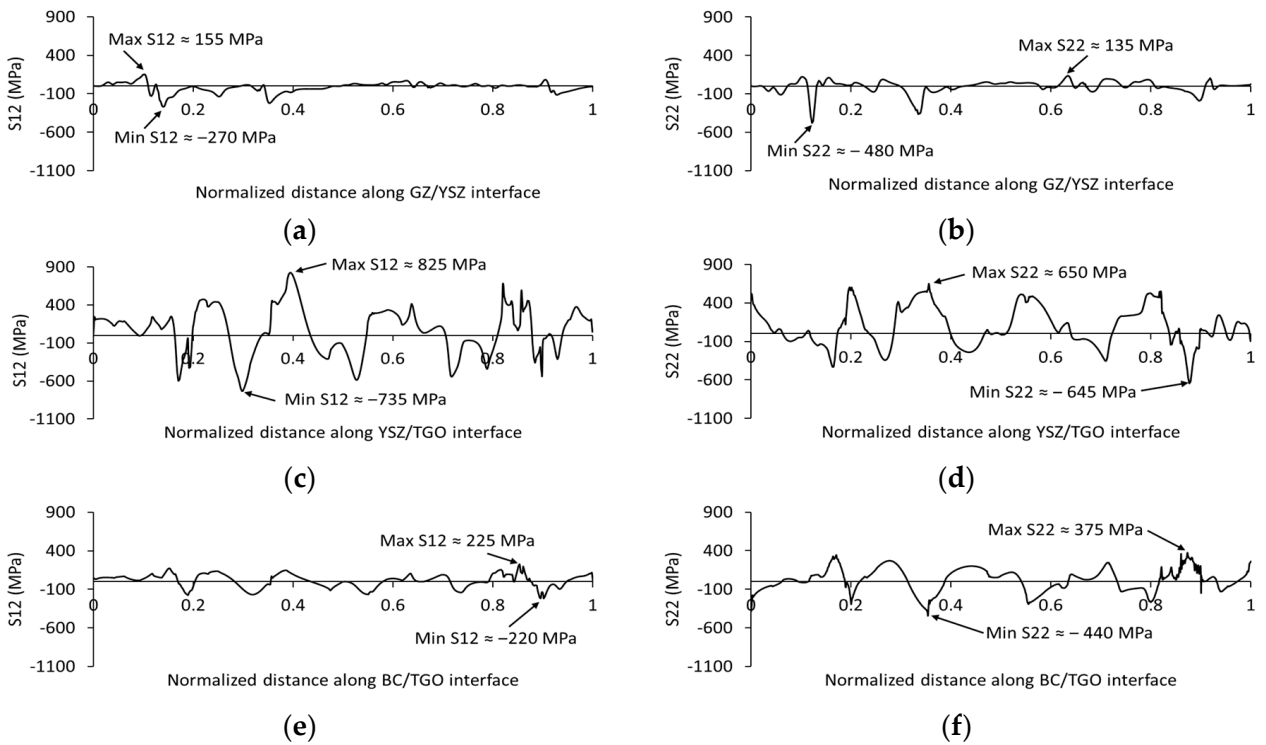 900
400
-100
-600
-1100
S12 (MPa)
Max S12 ≈ 155 MPa
Min S12 ≈ −270 MPa
0
0.2
0.4
0.6
0.8
1
Normalized distance along GZ/YSZ interface
(a)
900
400
-100
-600
-1100
S22 (MPa)
Max S22 ≈ 135 MPa
Min S22 ≈ − 480 MPa
0
0.2
0.4
0.6
0.8
1
Normalized distance along GZ/YSZ interface
(b)
900
400
-100
-600
-1100
S12 (MPa)
Max S12 ≈ 825 MPa
Min S12 ≈ −735 MPa
0
0.2
0.4
0.6
0.8
1
Normalized distance along YSZ/TGO interface
(c)
900
400
-100
-600
-1100
S22 (MPa)
Max S22 ≈ 650 MPa
Min S22 ≈ − 645 MPa
0
0.2
0.4
0.6
0.8
1
Normalized distance along YSZ/TGO interface
(d)
900
400
-100
-600
-1100
S12 (MPa)
Max S12 ≈ 225 MPa
Min S12 ≈ −220 MPa
0
0.2
0.4
0.6
0.8
1
Normalized distance along BC/TGO interface
(e)
900
400
-100
-600
-1100
S22 (MPa)
Max S22 ≈ 375 MPa
Min S22 ≈ − 440 MPa
0
0.2
0.4
0.6
0.8
1
Normalized distance along BC/TGO interface
(f)